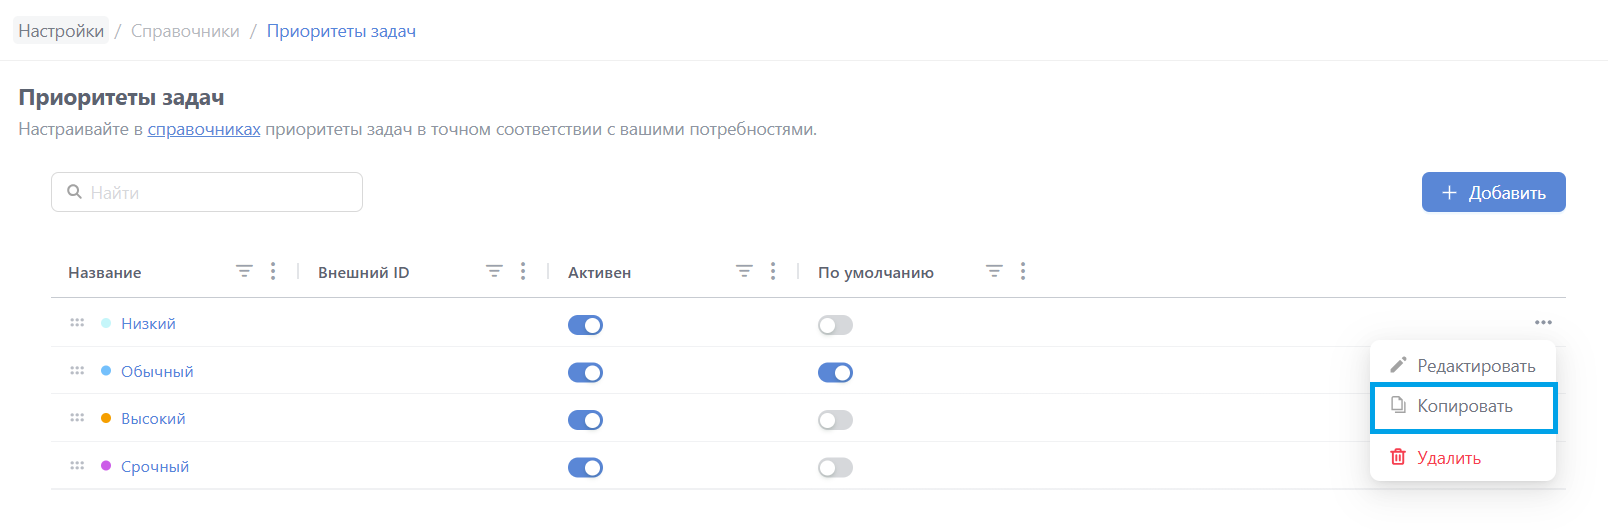 Настройки / Справочники / Приоритеты задач
Приоритеты задач
Настраивайте в справочниках приоритеты задач в точном соответствии с вашими потребностями.
Найти
+ Добавить
Название Внешний ID Активен По умолчанию
Низкий
Обычный
Высокий
Срочный
Редактировать
Копировать
Удалить